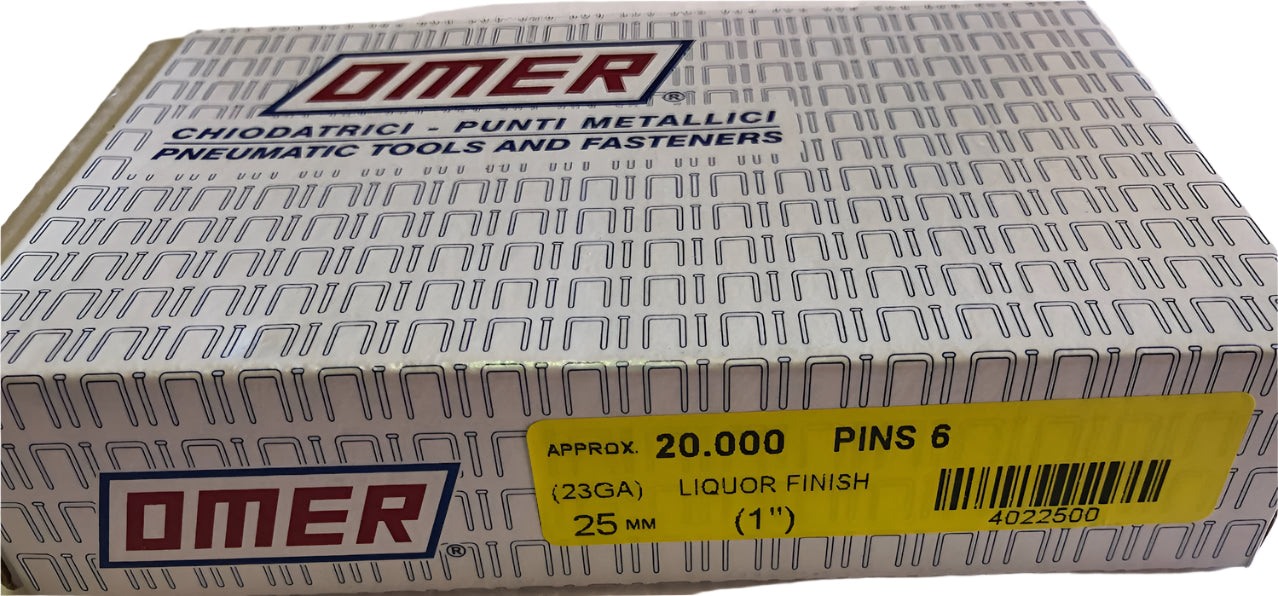 OMER®
CHIODATRICI - PUNTI METALLICI
PNEUMATIC TOOLS AND FASTENERS
OMER®
APPROX. 20.000 PINS 6
(23GA) LIQUOR FINISH
25 MM (1")
4022500